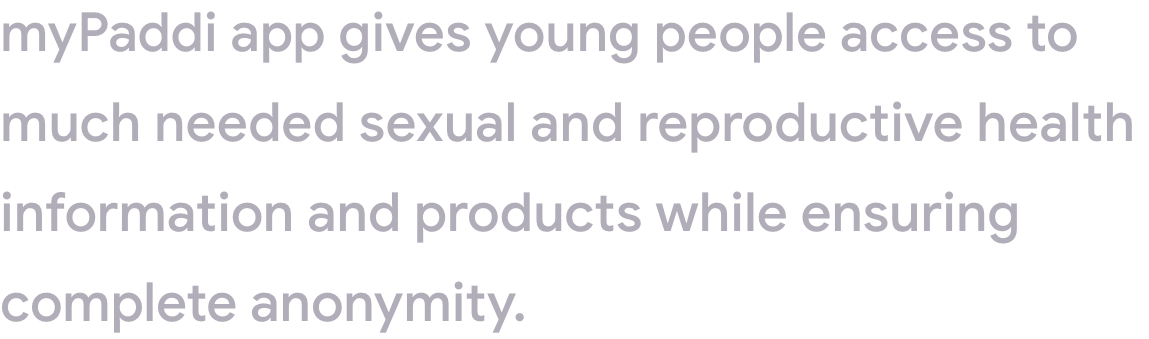 myPaddi app gives young people access to
much needed sexual and reproductive health
information and products while ensuring
complete anonymity.